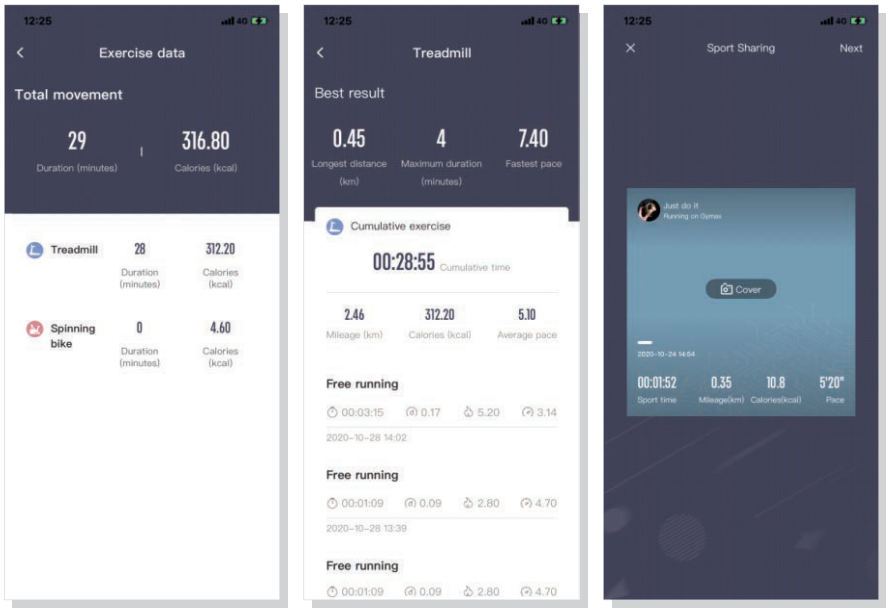 12:25
4G
Exercise data
Total movement
29
316.80
Duration (minutes)
Calories (kcal)
Treadmill
28
312.20
Duration
(minutes)
Calories
(kcal)
Spinning
bike
0
4.60
Duration
(minutes)
Calories
(kcal)
12:25
4G
Treadmill
Best result
0.45
4
7.40
Longest distance
(km)
Maximum duration
(minutes)
Fastest pace
Cumulative exercise
00:28:55 Cumulative time
2.46
312.20
5.10
Mileage (km)
Calories (kcal)
Average pace
Free running
00:03:15 0.17 5.20 3.14
2020-10-28 14:02
Free running
00:01:09 0.09 2.80 4.70
2020-10-28 13:39
Free running
00:01:09 0.09 2.80 4.70
12:25
4G
Sport Sharing
Next
Just do it
Running on Gymax
Cover
2020-10-24 14:54
00:01:52
0.35
10.8
5'20"
Sport time
Mileage(km)
Calories(kcal)
Pace